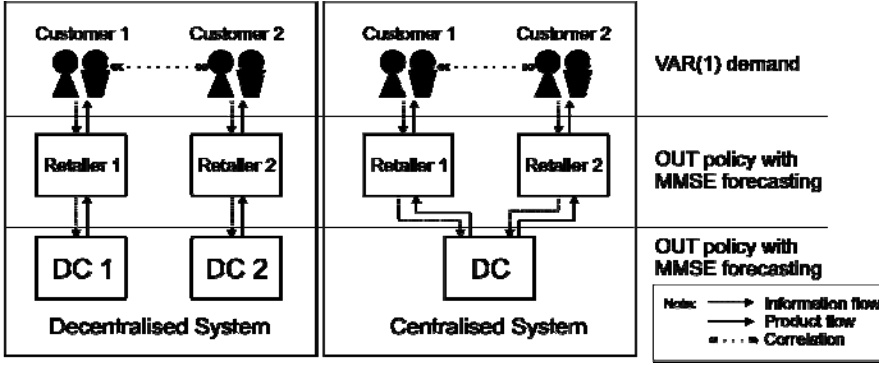 Customer 1
Customer 2
Customer 1
Customer 2
VAR(1) demand
Retailer 1
Retailer 2
Retailer 1
Retailer 2
OUT policy with
MMSE forecasting
DC 1
DC 2
DC
OUT policy with
MMSE forecasting
Decentralised System
Centralised System
Note:
Information flow
Product flow
Correlation